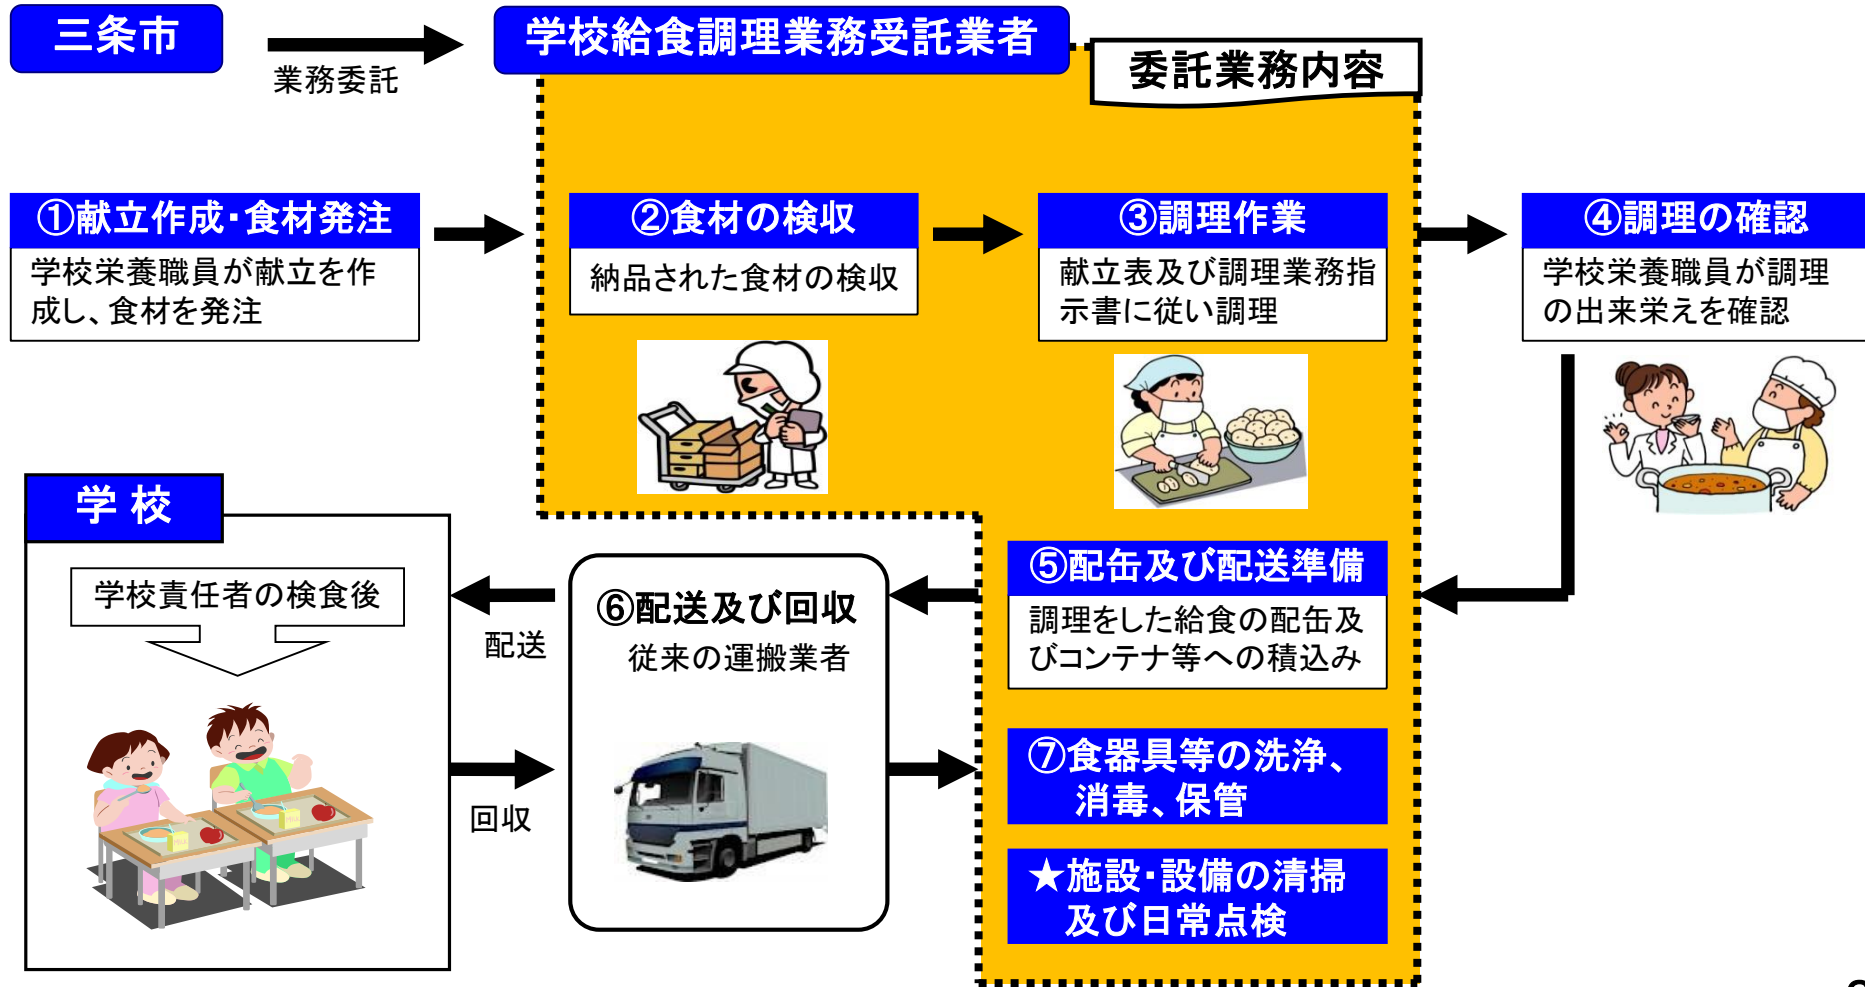 三条市
業務委託
学校給食調理業務受託業者
委託業務内容
①献立作成・食材発注
学校栄養職員が献立を作
成し、食材を発注
②食材の検収
納品された食材の検収
③調理作業
献立表及び調理業務指
示書に従い調理
④調理の確認
学校栄養職員が調理
の出来栄えを確認
⑤配缶及び配送準備
調理をした給食の配缶及
びコンテナ等への積込み
⑥配送及び回収
従来の運搬業者
配送
回収
学校
学校責任者の検食後
⑦食器具等の洗浄、
消毒、保管
★施設・設備の清掃
及び日常点検